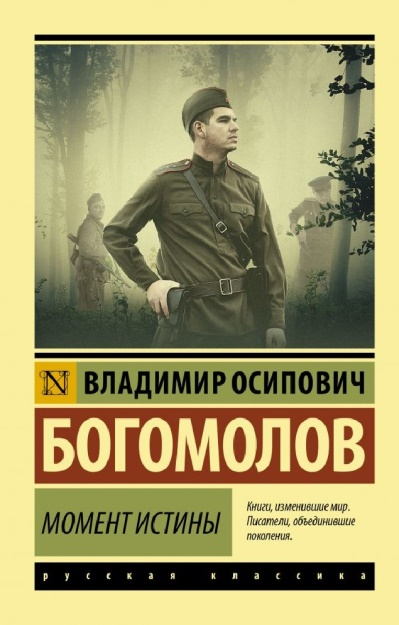 N
ВЛАДИМИР ОСИПОВИЧ
БОГОМОЛОВ
МОМЕНТ ИСТИНЫ
Книги, изменившие мир.
Писатели, объединившие
поколения.
русская классика